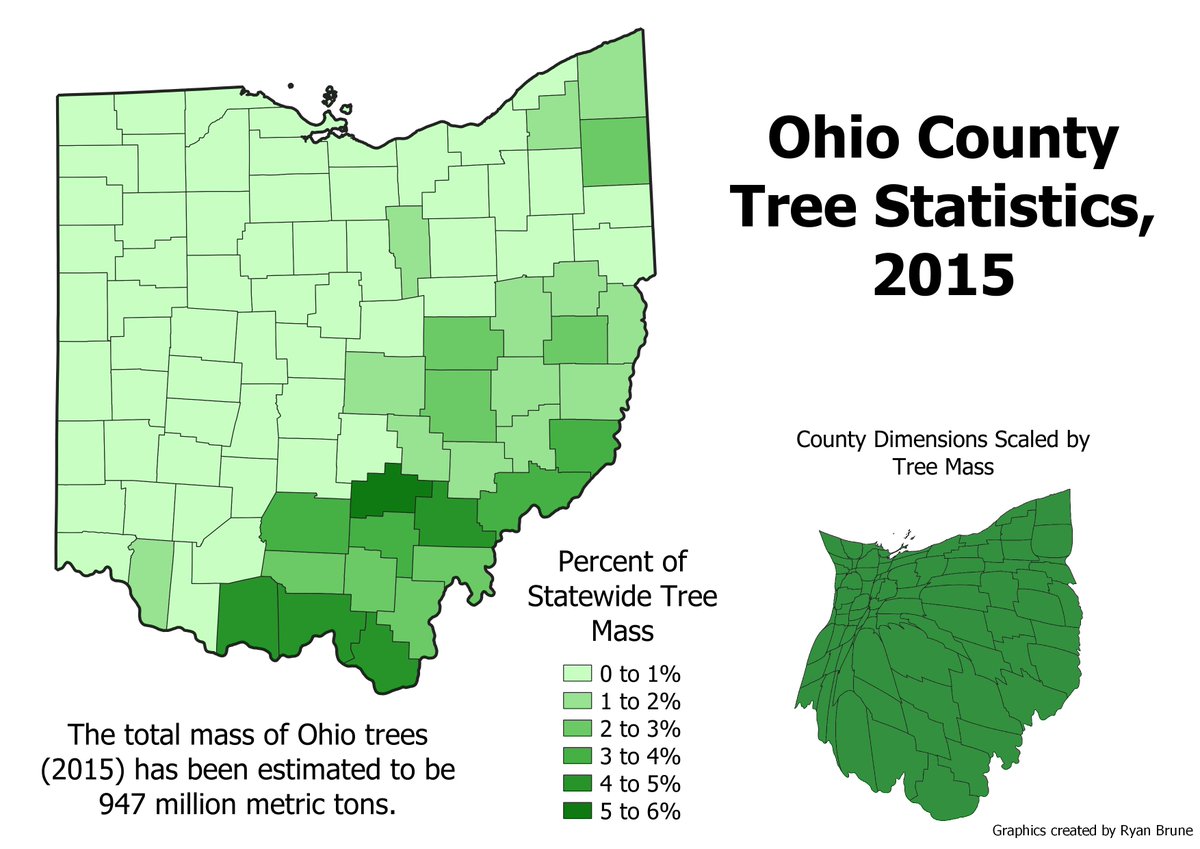 Ohio County
Tree Statistics,
2015
County Dimensions Scaled by
Tree Mass
Percent of
Statewide Tree
Mass
0 to 1%
1 to 2%
2 to 3%
3 to 4%
4 to 5%
5 to 6%
The total mass of Ohio trees
(2015) has been estimated to be
947 million metric tons.
Graphics created by Ryan Brune